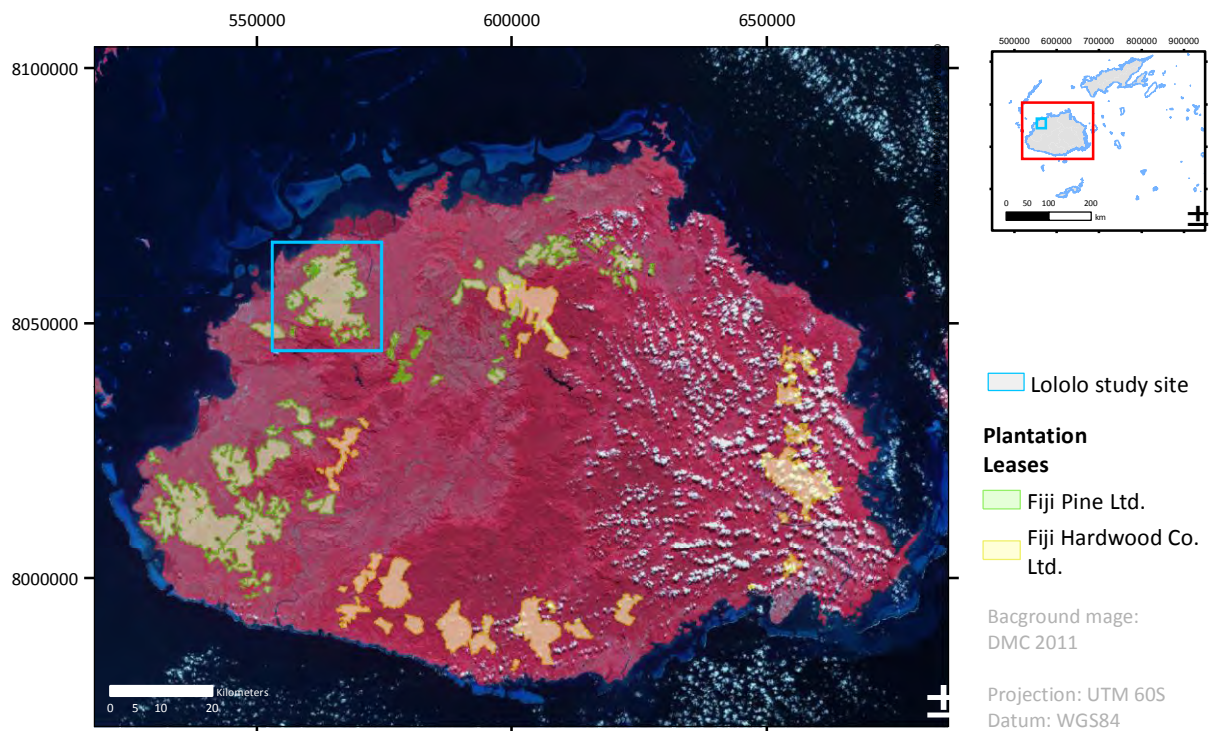 550000 600000 650000
8100000
8050000
8000000
Kilometers
0 5 10 20
500000 6000000 7000000 800000 900000
0 50 100 200
km
Lololo study site
Plantation
Leases
Fiji Pine Ltd.
Fiji Hardwood Co.
Ltd.
Bacground mage:
DMC 2011
Projection: UTM 60S
Datum: WGS84